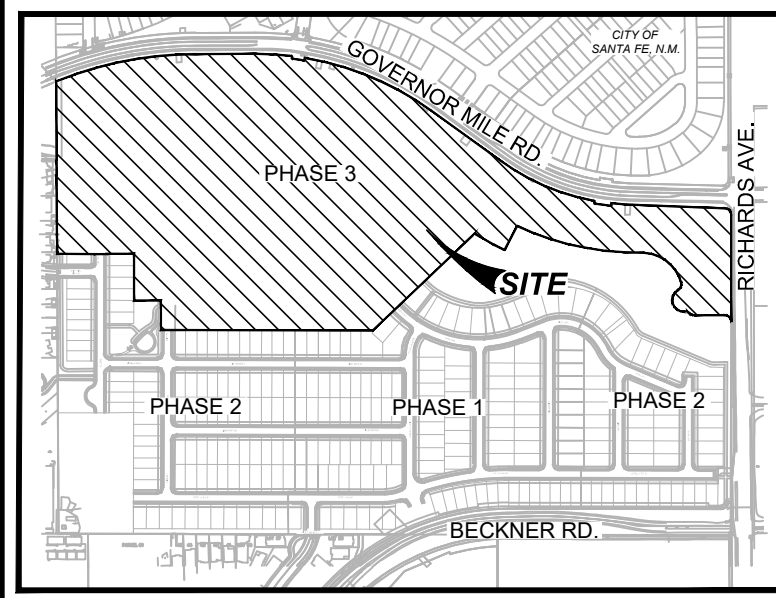 CITY OF
SANTA FE, N.M.
GOVERNOR MILE RD.
PHASE 3
RICHARDS AVE.
SITE
PHASE 2
PHASE 1
PHASE 2
BECKNER RD.